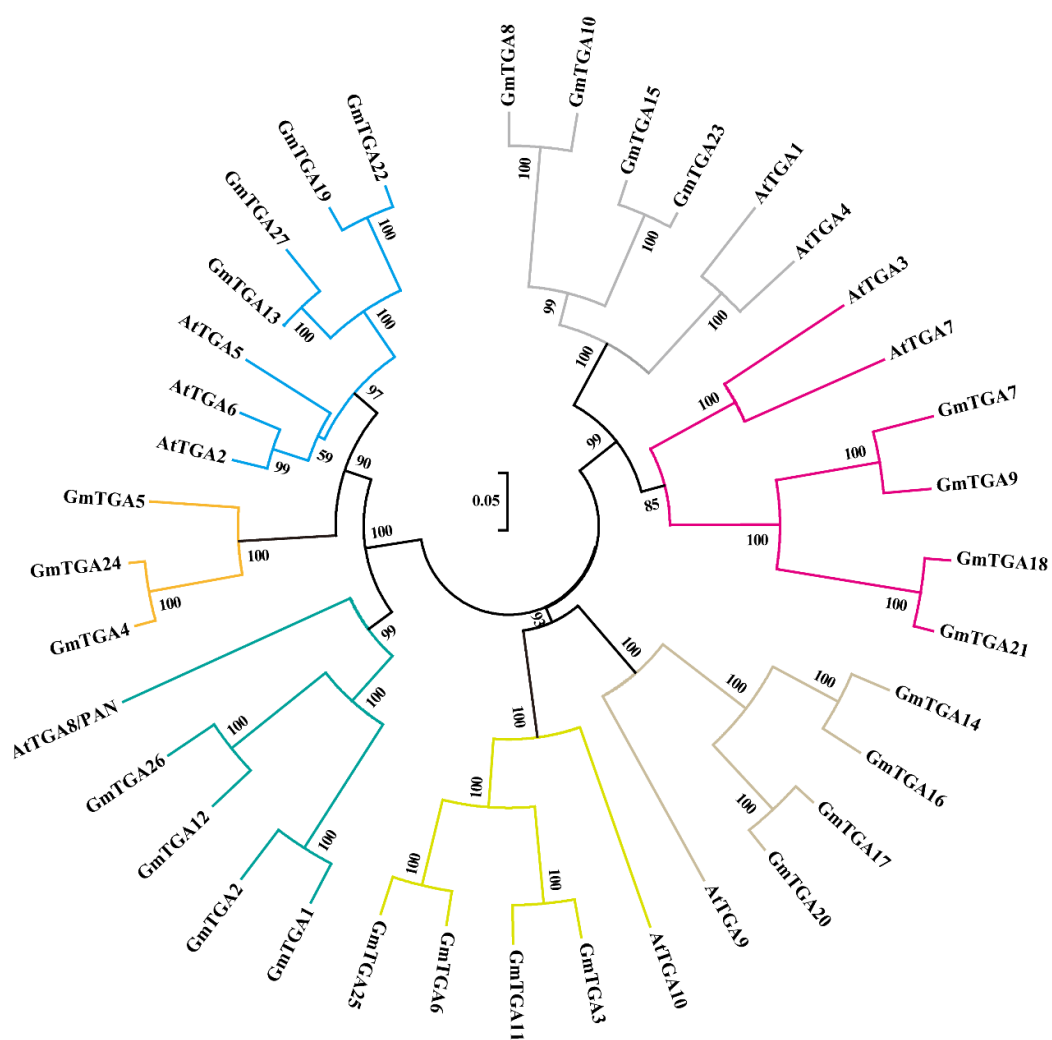 GmTGA8
GmTGA10
GmTGA15
GmTGA23
AtTGA1
AtTGA4
AtTGA3
AtTGA7
GmTGA7
GmTGA9
GmTGA18
GmTGA21
GmTGA14
GmTGA16
GmTGA17
GmTGA20
AtTGA9
AtTGA10
GmTGA3
GmTGA11
GmTGA6
GmTGA25
GmTGA1
GmTGA2
GmTGA12
GmTGA26
AtTGA8/PAN
GmTGA4
GmTGA24
GmTGA5
AtTGA2
AtTGA6
AtTGA5
GmTGA13
GmTGA27
GmTGA19
GmTGA22
100
100
99
100
100
99
100
85
100
100
100
100
100
100
100
93
100
100
100
100
100
100
100
99
100
100
100
90
97
59
99
100
100
100
0.05